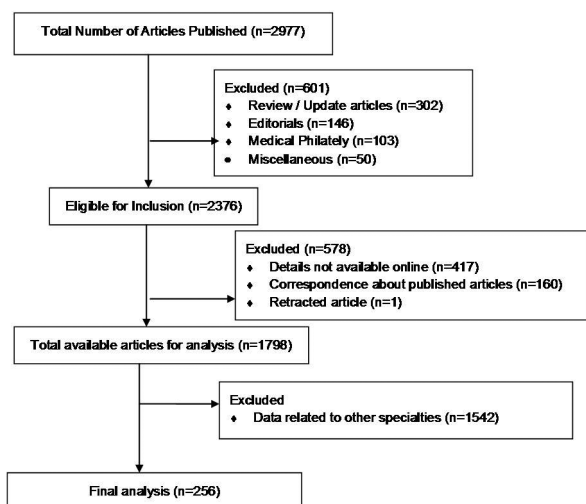 Total Number of Articles Published (n=2977)
Excluded (n=601)
♦ Review / Update articles (n=302)
♦ Editorials (n=146)
♦ Medical Philately (n=103)
● Miscellaneous (n=50)
Eligible for Inclusion (n=2376)
Excluded (n=578)
♦ Details not available online (n=417)
♦ Correspondence about published articles (n=160)
♦ Retracted article (n=1)
Total available articles for analysis (n=1798)
Excluded
♦ Data related to other specialties (n=1542)
Final analysis (n=256)